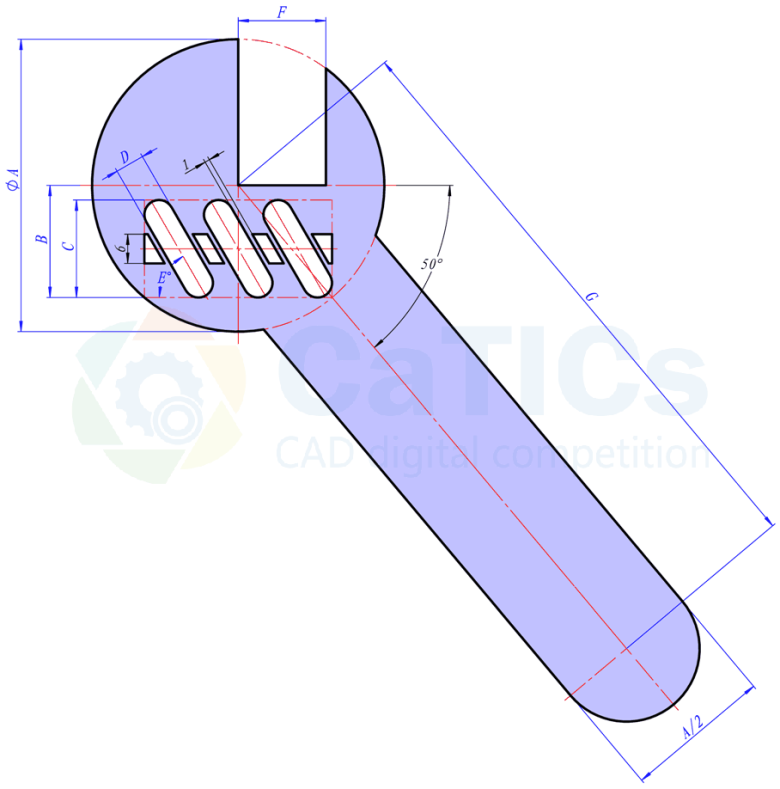 F
D
1
ΦA
B
C
6
E°
50°
G
CaTICs
CAD digital competition
A/2